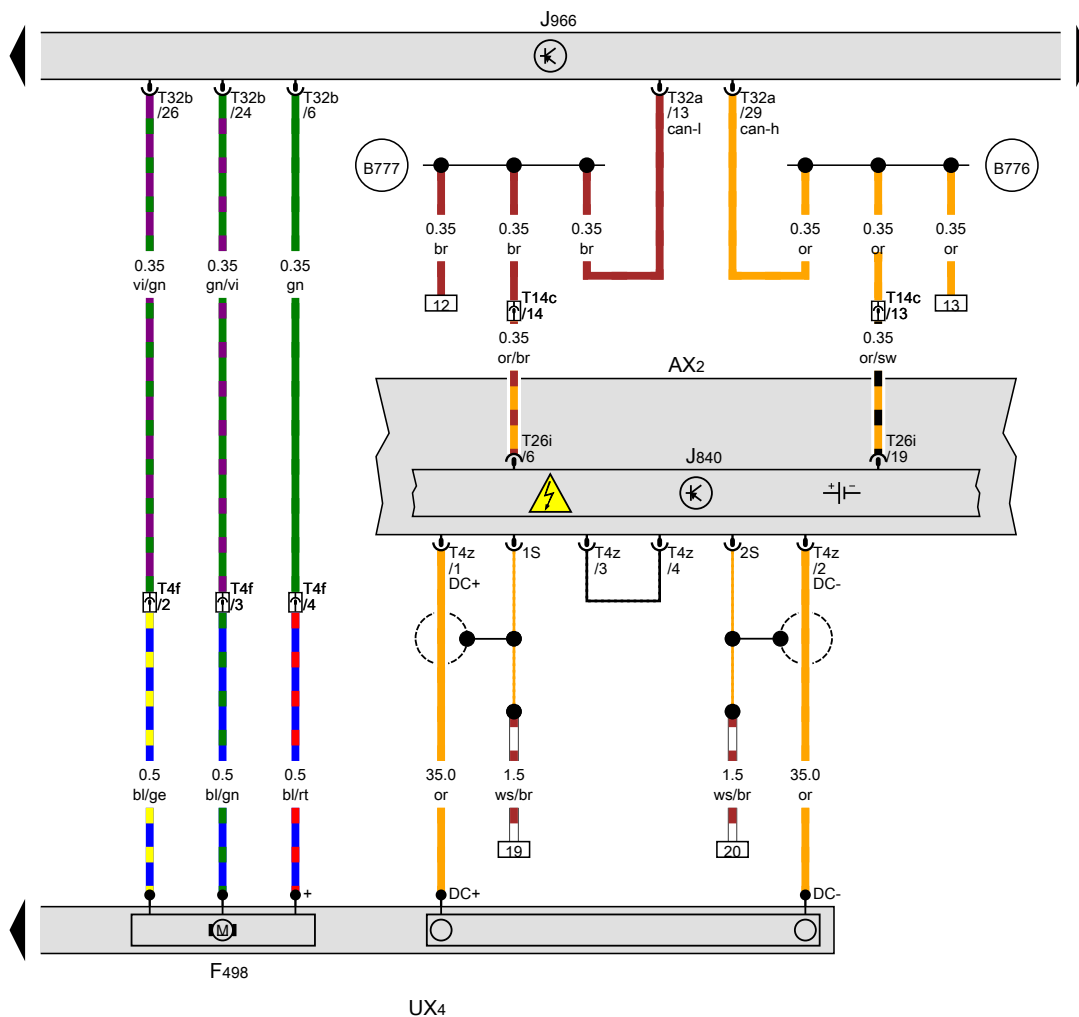 J966
T32b
/26
T32b
/24
T32b
/6
T32a
/13
can-l
T32a
/29
can-h
B777
B776
0.35
br
0.35
br
0.35
br
0.35
or
0.35
or
0.35
or
0.35
vi/gn
0.35
gn/vi
0.35
gn
12
T14c
/14
T14c
/13
13
0.35
or/br
0.35
or/sw
AX2
T26i
/6
J840
T26i
/19
+ −
T4z
/1
DC+
1S
T4z
/3
T4z
/4
2S
T4z
/2
DC-
T4f
/2
T4f
/3
T4f
/4
0.5
bl/ge
0.5
bl/gn
0.5
bl/rt
35.0
or
1.5
ws/br
1.5
ws/br
35.0
or
19
20
+
DC+
DC-
M
F498
UX4